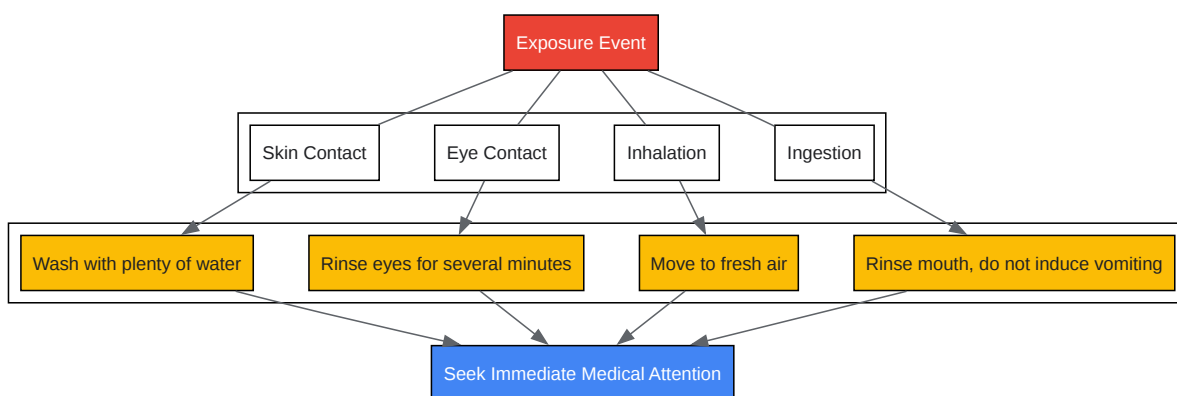 Exposure Event
Skin Contact
Eye Contact
Inhalation
Ingestion
Wash with plenty of water
Rinse eyes for several minutes
Move to fresh air
Rinse mouth, do not induce vomiting
Seek Immediate Medical Attention